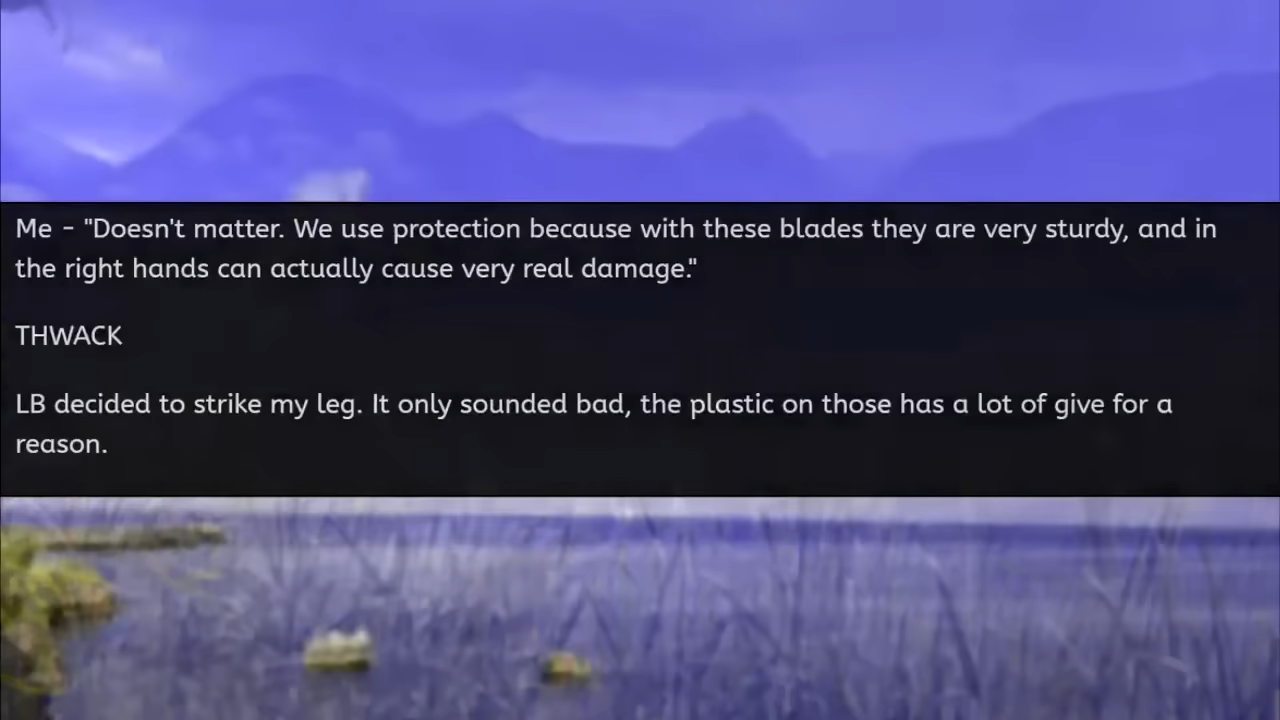 Me - "Doesn't matter. We use protection because with these blades they are very sturdy, and in
the right hands can actually cause very real damage."
THWACK
LB decided to strike my leg. It only sounded bad, the plastic on those has a lot of give for a
reason.